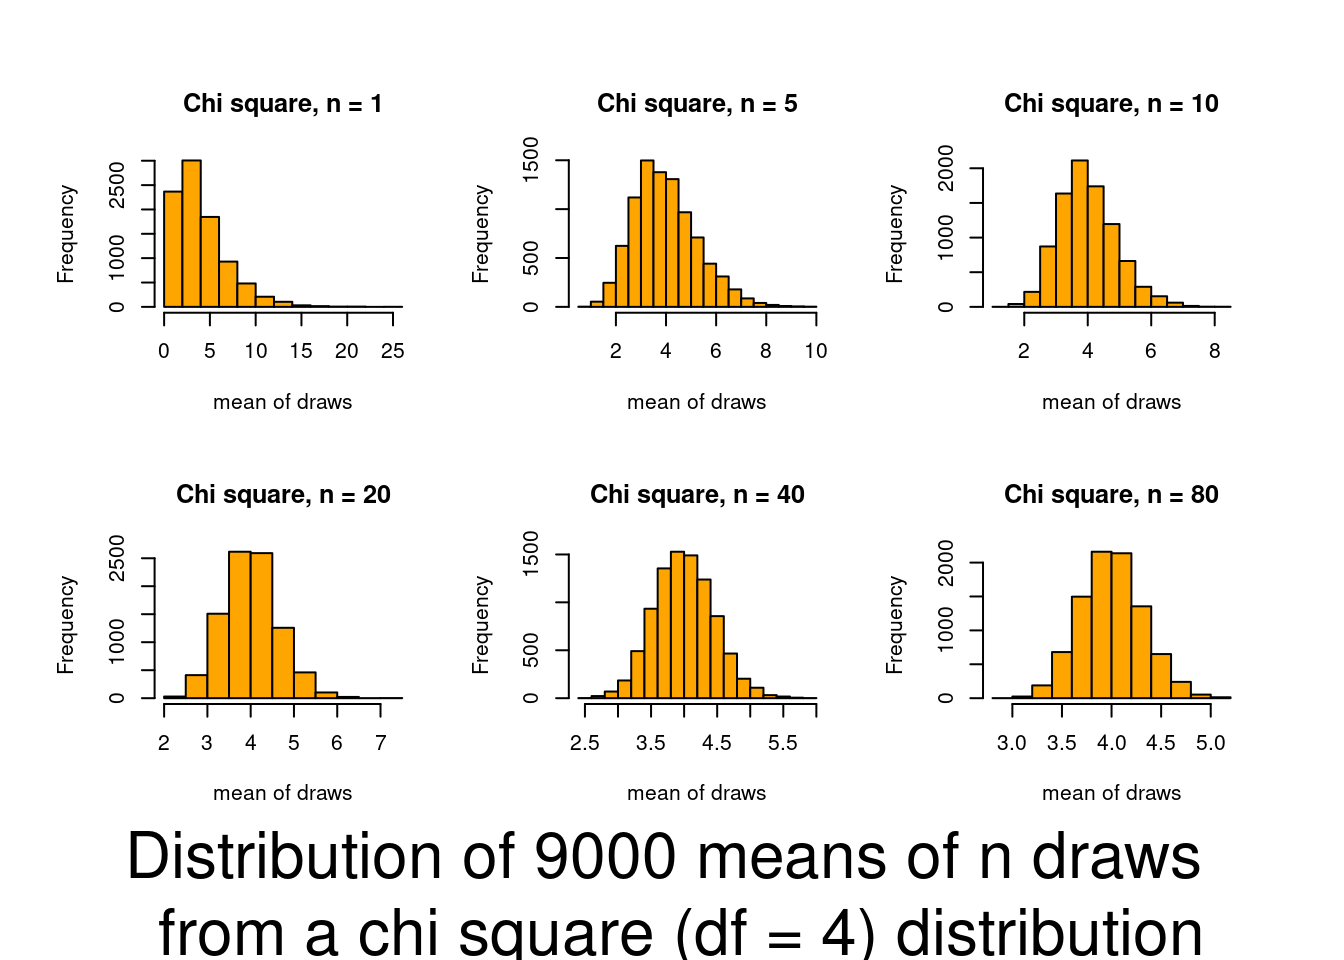 Chi square, n = 1
Frequency
0 1000 2500
0 5 10 15 20 25
mean of draws
Chi square, n = 5
Frequency
0 500 1500
2 4 6 8 10
mean of draws
Chi square, n = 10
Frequency
0 1000 2000
2 4 6 8
mean of draws
Chi square, n = 20
Frequency
0 1000 2500
2 3 4 5 6 7
mean of draws
Chi square, n = 40
Frequency
0 500 1500
2.5 3.5 4.5 5.5
mean of draws
Chi square, n = 80
Frequency
0 1000 2000
3.0 3.5 4.0 4.5 5.0
mean of draws
Distribution of 9000 means of n draws
from a chi square (df = 4) distribution